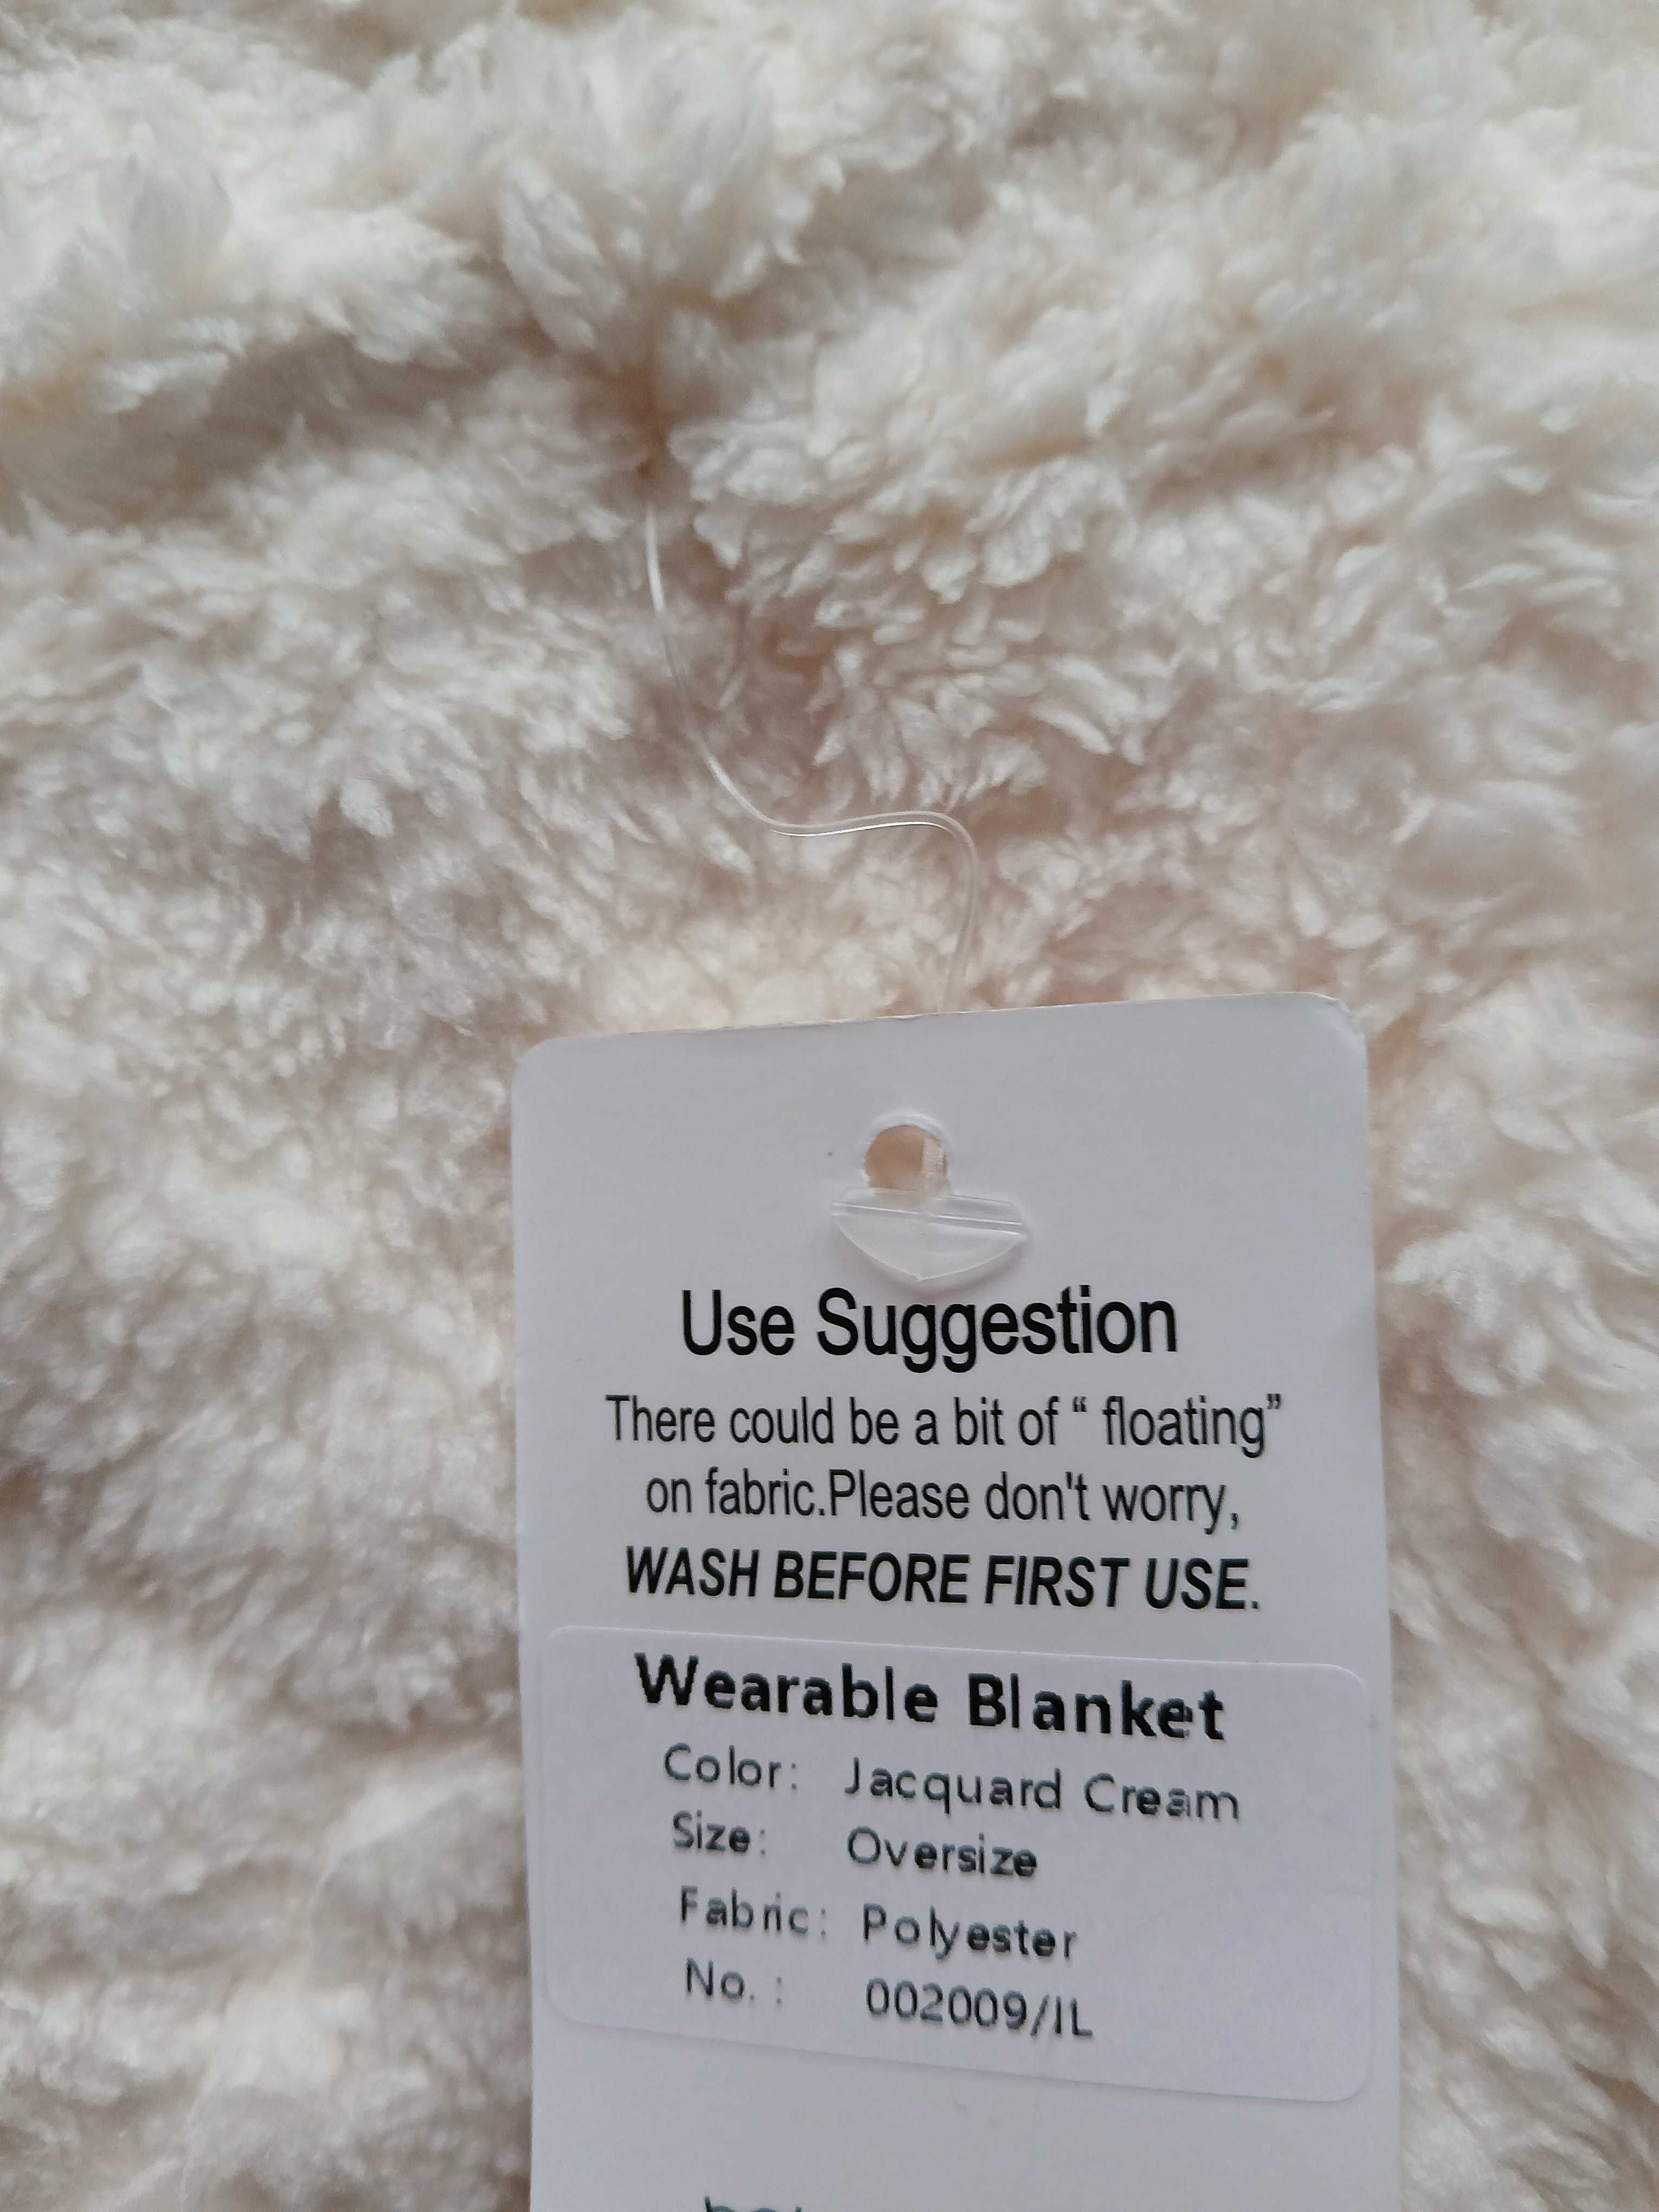 Use Suggestion
There could be a bit of “ floating”
on fabric.Please don't worry,
WASH BEFORE FIRST USE.
Wearable Blanket
Color: Jacquard Cream
Size: Oversize
Fabric: Polyester
No. : 002009/IL